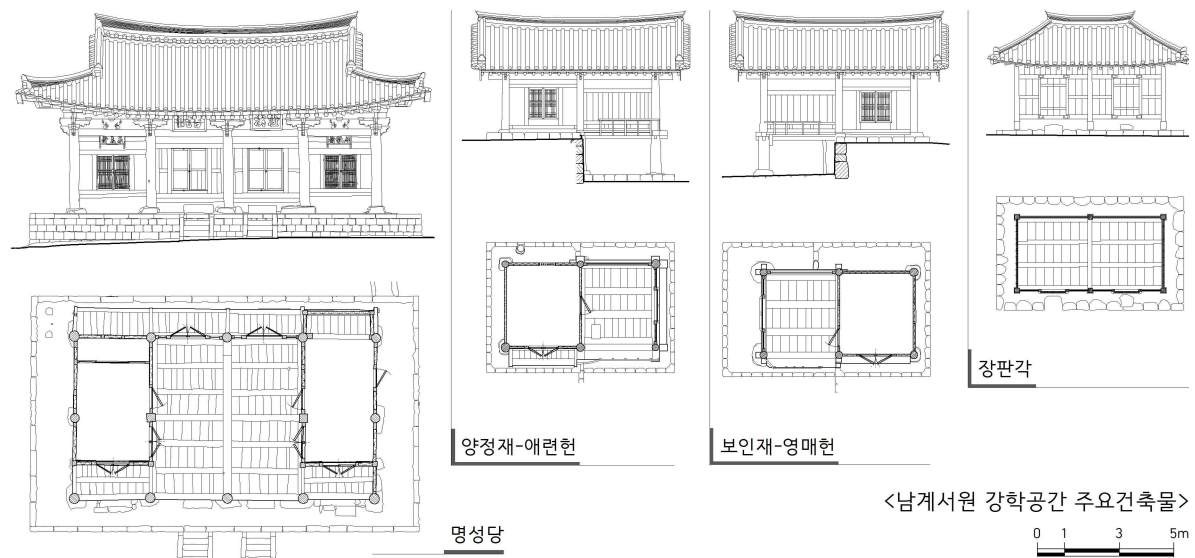 명성당
양정재-애련헌
보인재-영매헌
장판각
<남계서원 강학공간 주요건축물>
0 1 3 5m